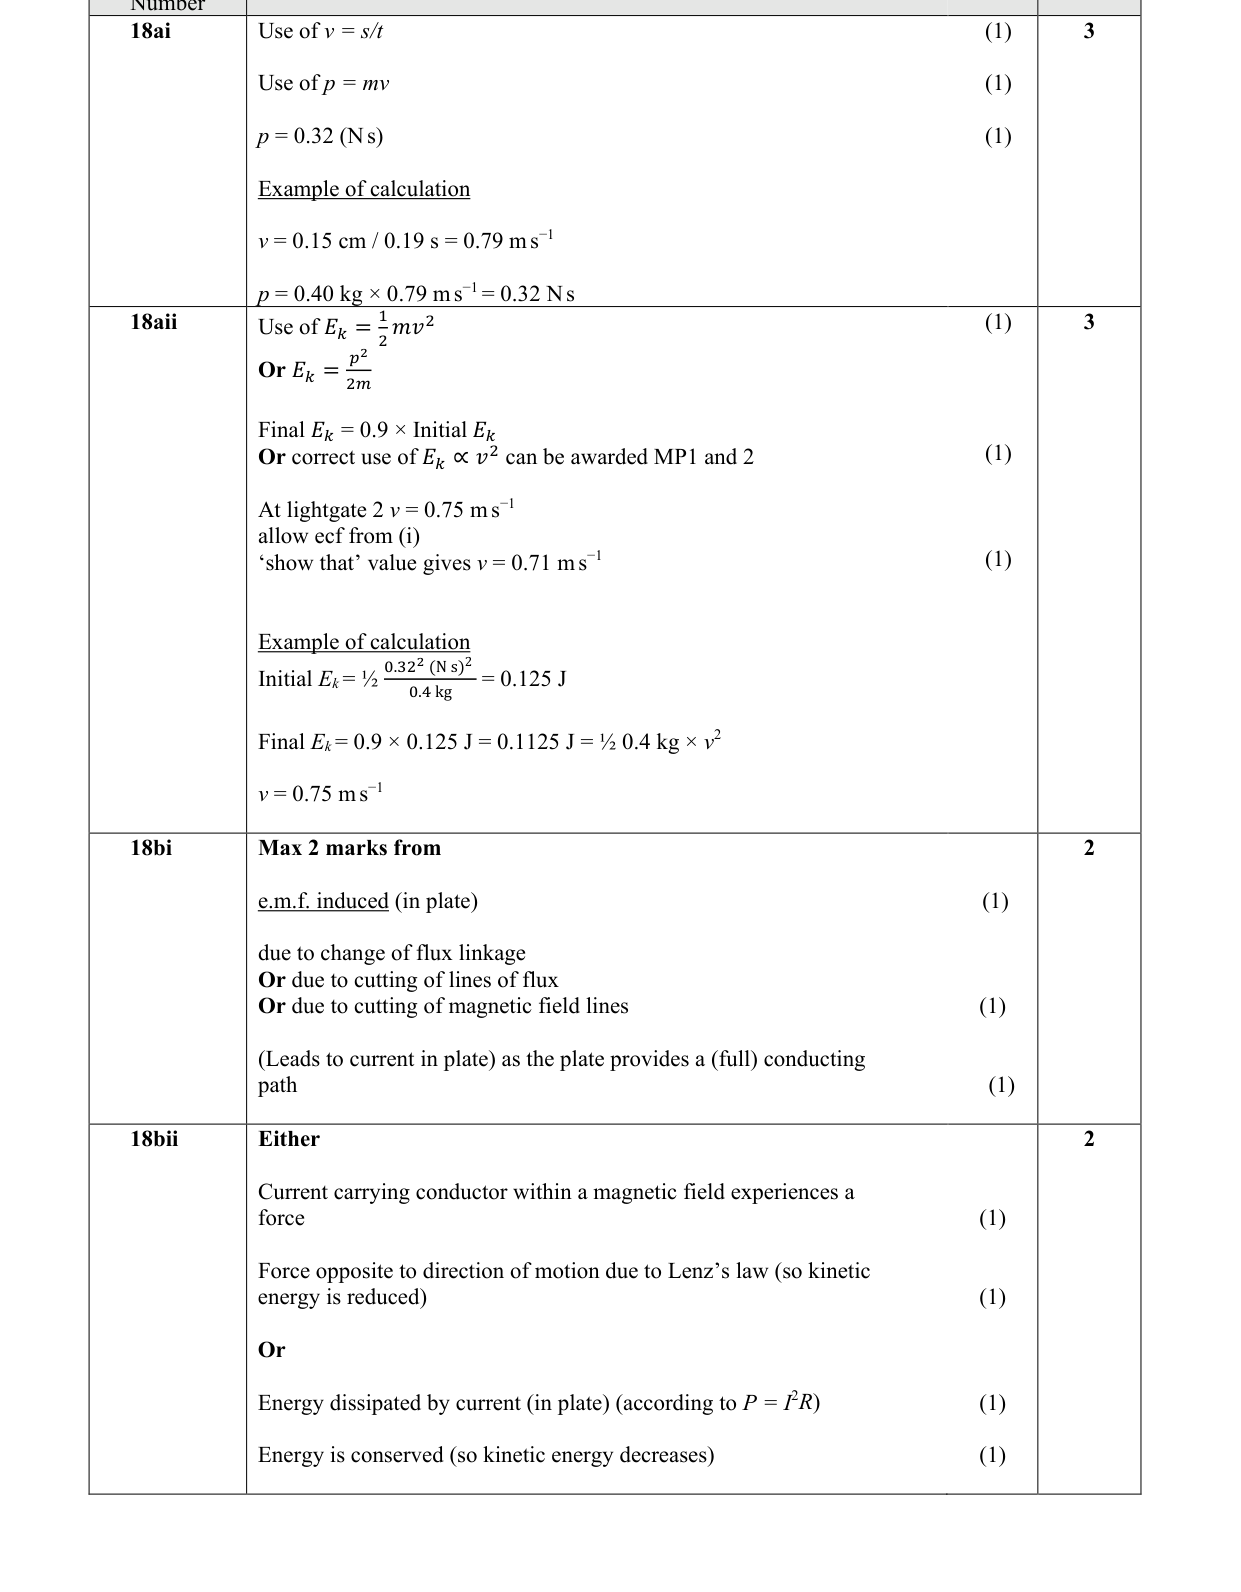 Number
18ai Use of v = s/t (1) 3
Use of p = mv (1)
p = 0.32 (N s) (1)
Example of calculation
v = 0.15 cm / 0.19 s = 0.79 m s⁻¹
p = 0.40 kg × 0.79 m s⁻¹ = 0.32 N s
18aii Use of Eₖ = ½mv² (1) 3
Or Eₖ = p²/2m
Final Eₖ = 0.9 × Initial Eₖ
Or correct use of Eₖ ∝ v² can be awarded MP1 and 2 (1)
At lightgate 2 v = 0.75 m s⁻¹
allow ecf from (i)
‘show that’ value gives v = 0.71 m s⁻¹ (1)
Example of calculation
Initial Eₖ = ½ 0.32² (N s)²/0.4 kg = 0.125 J
Final Eₖ = 0.9 × 0.125 J = 0.1125 J = ½ 0.4 kg × v²
v = 0.75 m s⁻¹
18bi Max 2 marks from 2
e.m.f. induced (in plate) (1)
due to change of flux linkage
Or due to cutting of lines of flux
Or due to cutting of magnetic field lines (1)
(Leads to current in plate) as the plate provides a (full) conducting
path (1)
18bii Either 2
Current carrying conductor within a magnetic field experiences a
force (1)
Force opposite to direction of motion due to Lenz’s law (so kinetic
energy is reduced) (1)
Or
Energy dissipated by current (in plate) (according to P = I²R) (1)
Energy is conserved (so kinetic energy decreases) (1)